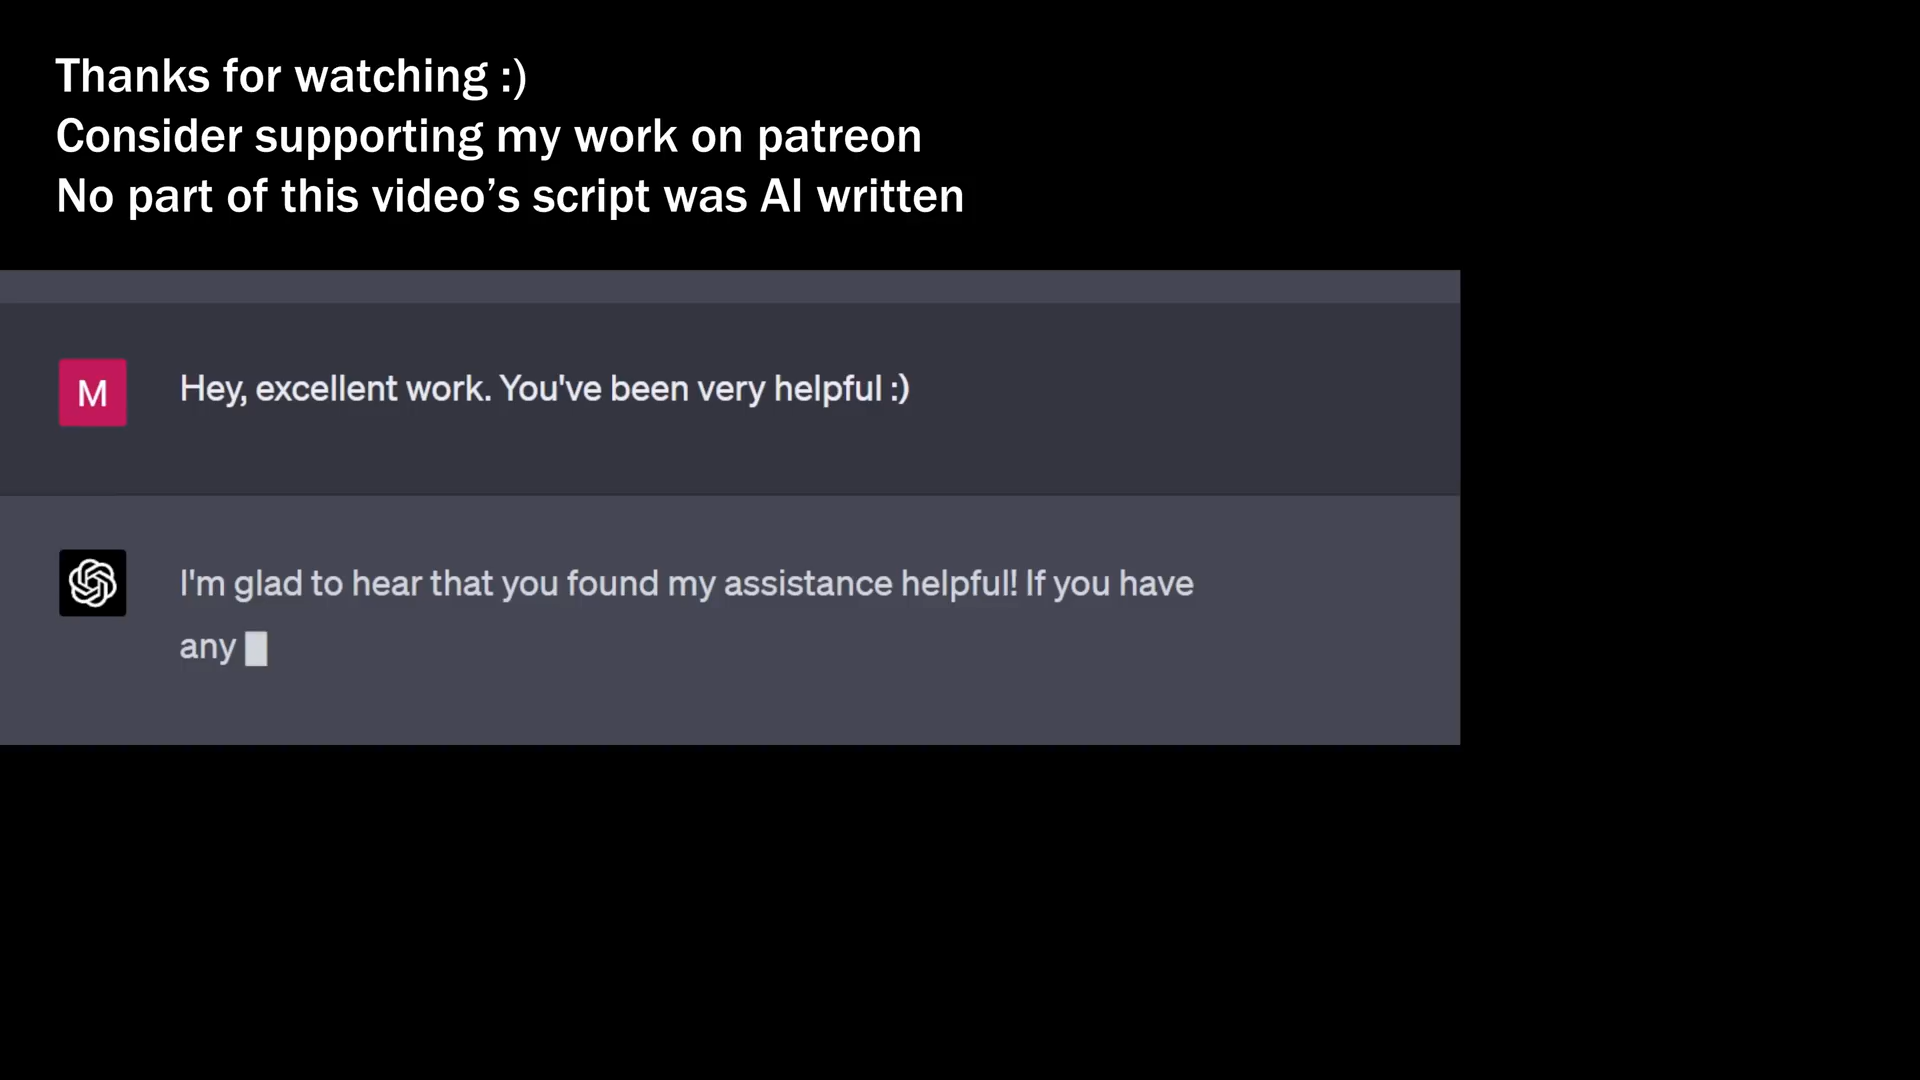 Thanks for watching :)
Consider supporting my work on patreon
No part of this video’s script was AI written
M
Hey, excellent work. You've been very helpful :)
I'm glad to hear that you found my assistance helpful! If you have
any